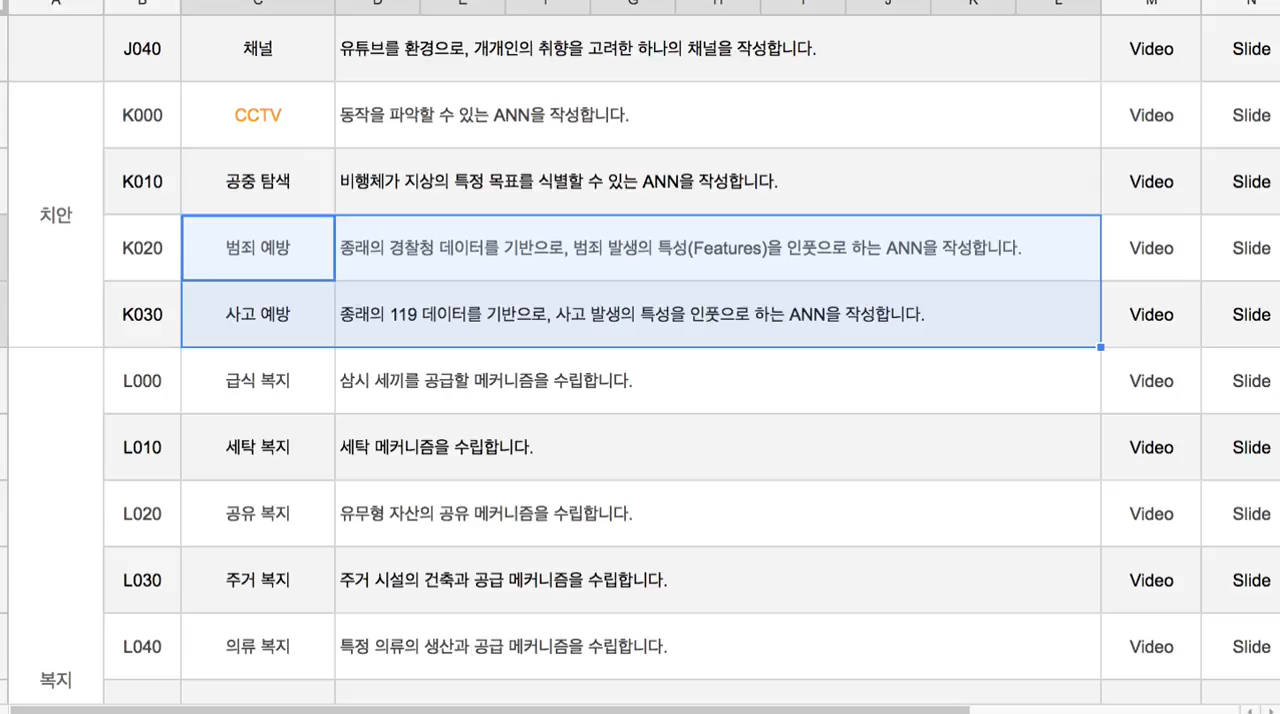 J040 채널 유튜브를 환경으로, 개개인의 취향을 고려한 하나의 채널을 작성합니다. Video Slide
K000 CCTV 동작을 파악할 수 있는 ANN을 작성합니다. Video Slide
K010 공중 탐색 비행체가 지상의 특정 목표를 식별할 수 있는 ANN을 작성합니다. Video Slide
치안
K020 범죄 예방 종래의 경찰청 데이터를 기반으로, 범죄 발생의 특성(Features)을 인풋으로 하는 ANN을 작성합니다. Video Slide
K030 사고 예방 종래의 119 데이터를 기반으로, 사고 발생의 특성을 인풋으로 하는 ANN을 작성합니다. Video Slide
L000 급식 복지 삼시 세끼를 공급할 메커니즘을 수립합니다. Video Slide
L010 세탁 복지 세탁 메커니즘을 수립합니다. Video Slide
L020 공유 복지 유무형 자산의 공유 메커니즘을 수립합니다. Video Slide
L030 주거 복지 주거 시설의 건축과 공급 메커니즘을 수립합니다. Video Slide
L040 의류 복지 특정 의류의 생산과 공급 메커니즘을 수립합니다. Video Slide
복지